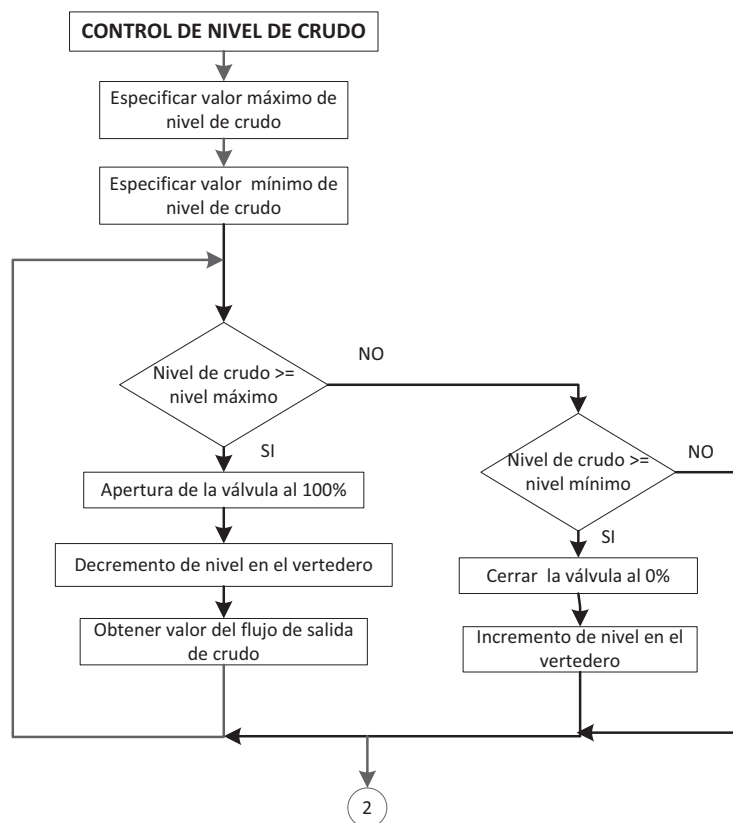 CONTROL DE NIVEL DE CRUDO
Especificar valor máximo de
nivel de crudo
Especificar valor mínimo de
nivel de crudo
Nivel de crudo >=
nivel máximo
NO
SI
Apertura de la válvula al 100%
Decremento de nivel en el vertedero
Obtener valor del flujo de salida
de crudo
Nivel de crudo >=
nivel mínimo
NO
SI
Cerrar la válvula al 0%
Incremento de nivel en el
vertedero
2